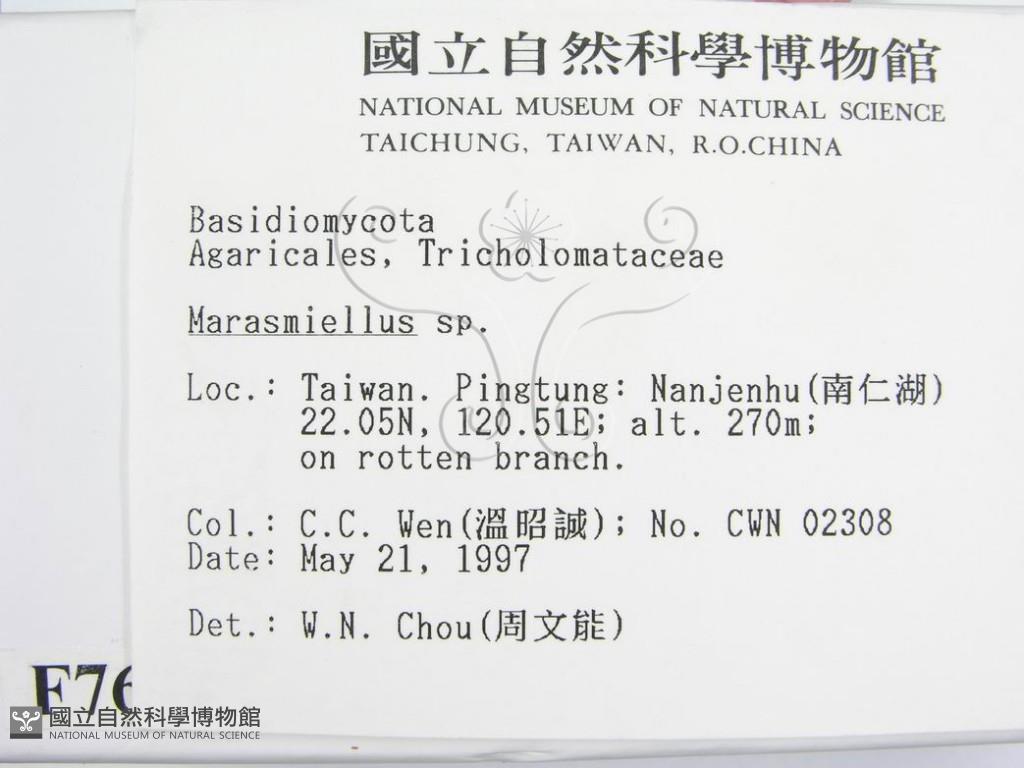 國立自然科學博物館
NATIONAL MUSEUM OF NATURAL SCIENCE
TAICHUNG, TAIWAN, R.O.CHINA
Basidiomycota
Agaricales, Tricholomataceae
Marasmiellus sp.
Loc.: Taiwan. Pingtung: Nanjenhu(南仁湖)
22.05N, 120.51E; alt. 270m;
on rotten branch.
Col.: C.C. Wen(溫昭誠); No. CWN 02308
Date: May 21, 1997
Det.: W.N. Chou(周文能)
F76
國立自然科學博物館
NATIONAL MUSEUM OF NATURAL SCIENCE